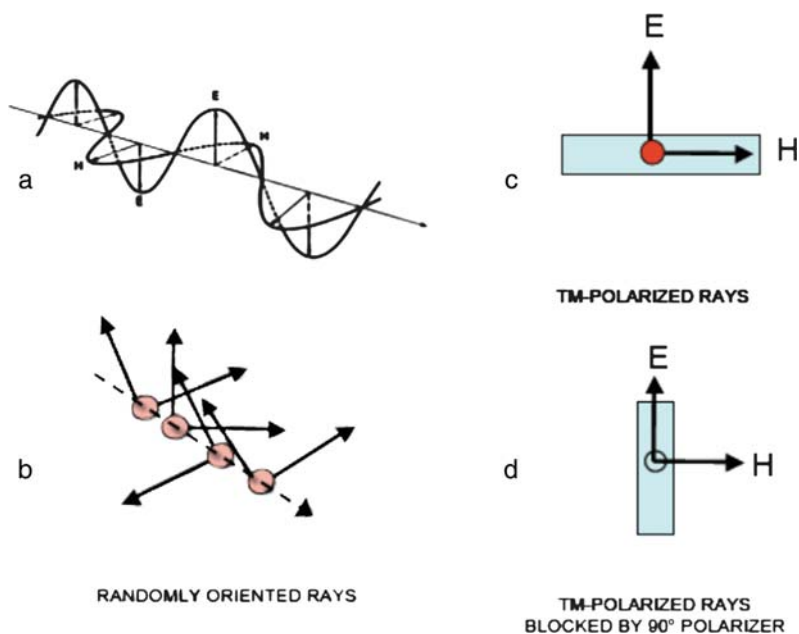 E
H
H
E
a
b
RANDOMLY ORIENTED RAYS
E
H
c
TM-POLARIZED RAYS
E
H
d
TM-POLARIZED RAYS
BLOCKED BY 90° POLARIZER